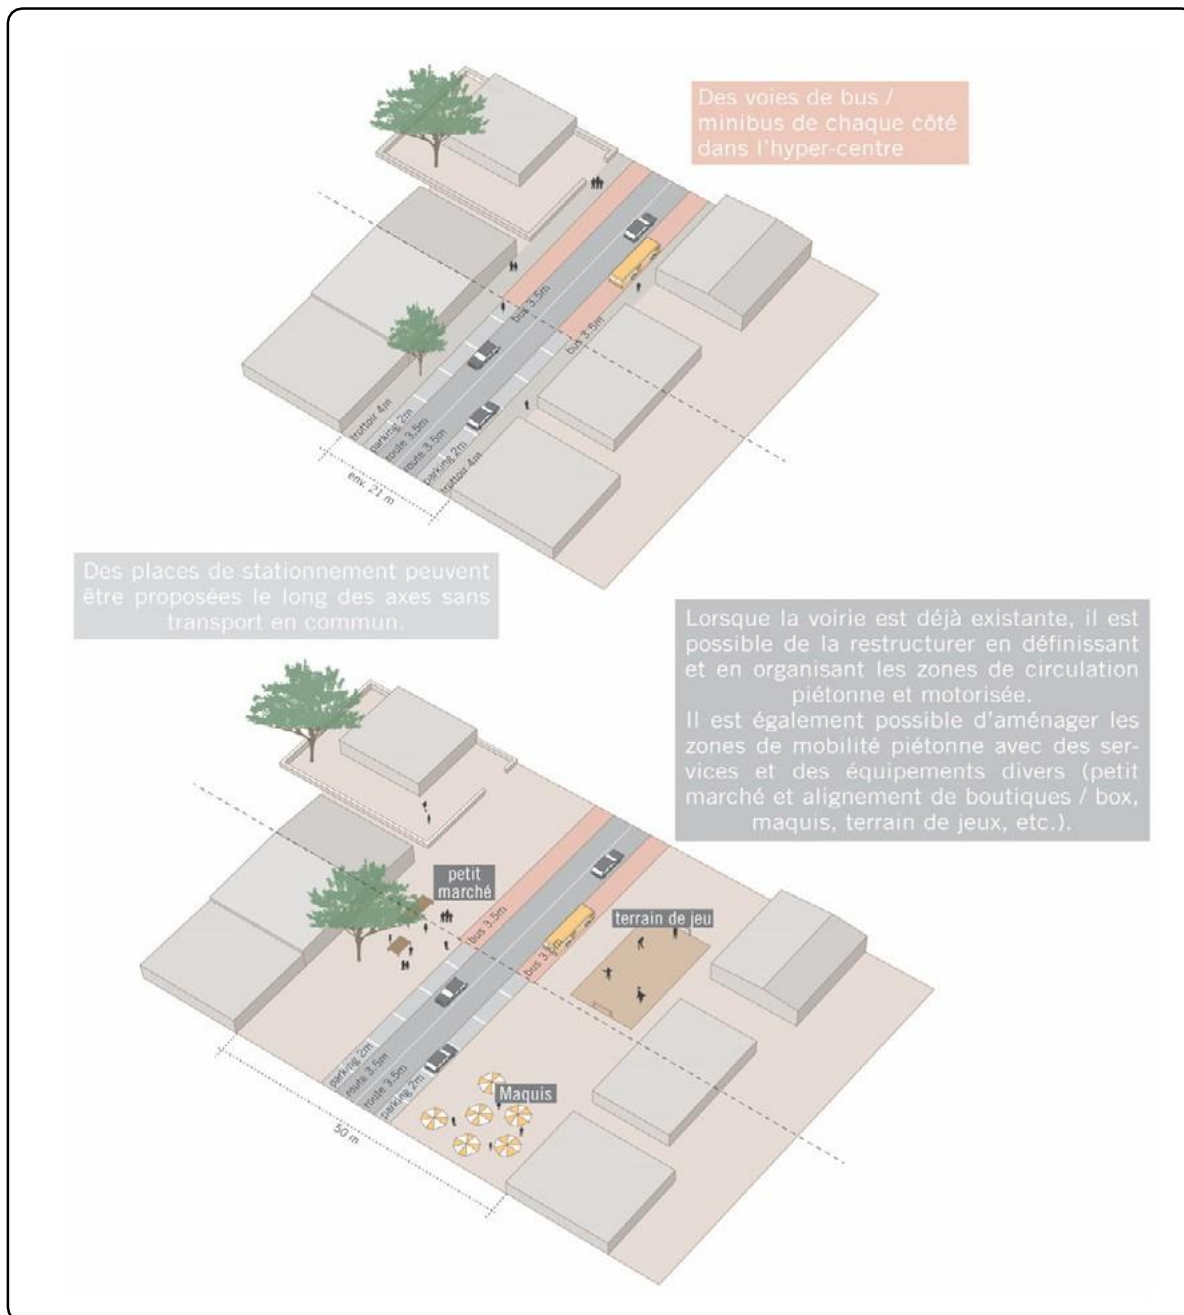 Des voies de bus /
minibus de chaque côté
dans l'hyper-centre
bus 3.5m
bus 3.5m
trottoir 4m
parking 2m
route 3.5m
route 3.5m
parking 2m
trottoir 4m
env. 21 m
Des places de stationnement peuvent
être proposées le long des axes sans
transport en commun.
Lorsque la voirie est déjà existante, il est
possible de la restructurer en définissant
et en organisant les zones de circulation
piétonne et motorisée.
Il est également possible d'aménager les
zones de mobilité piétonne avec des ser-
vices et des équipements divers (petit
marché et alignement de boutiques / box,
maquis, terrain de jeux, etc.).
petit
marché
terrain de jeu
bus 3.5m
bus 3.5m
parking 2m
route 3.5m
route 3.5m
parking 2m
Maquis
50 m